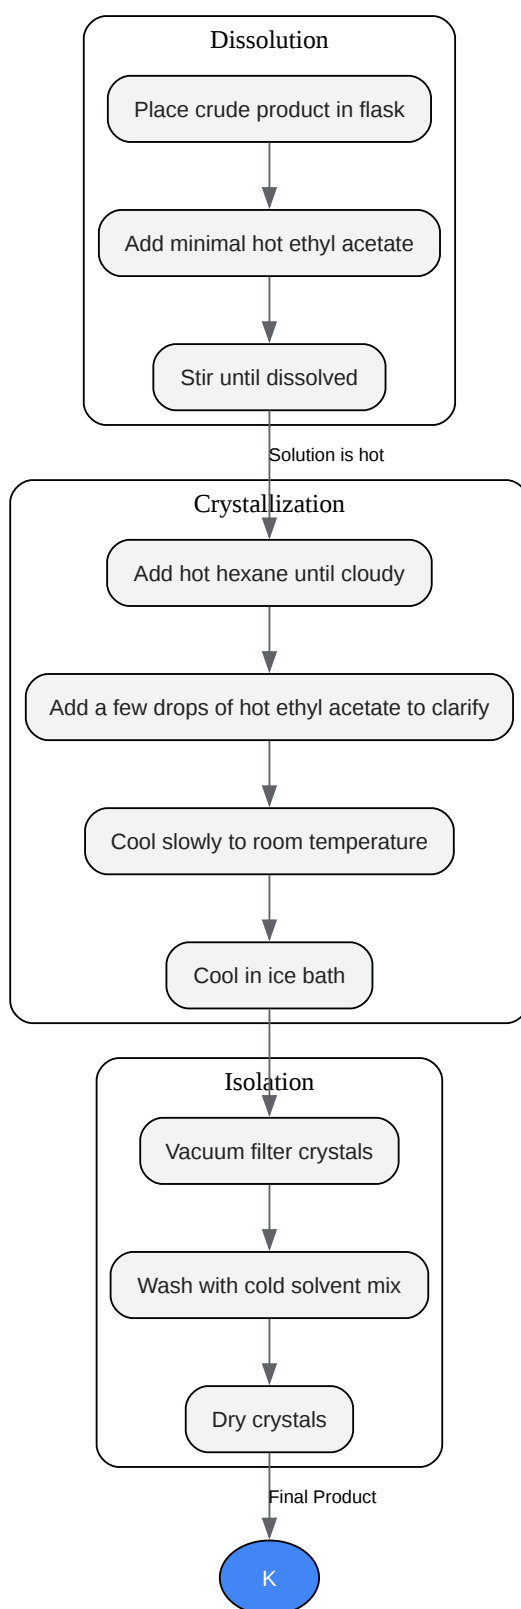 Dissolution
Place crude product in flask
Add minimal hot ethyl acetate
Stir until dissolved
Solution is hot
Crystallization
Add hot hexane until cloudy
Add a few drops of hot ethyl acetate to clarify
Cool slowly to room temperature
Cool in ice bath
Isolation
Vacuum filter crystals
Wash with cold solvent mix
Dry crystals
Final Product
K